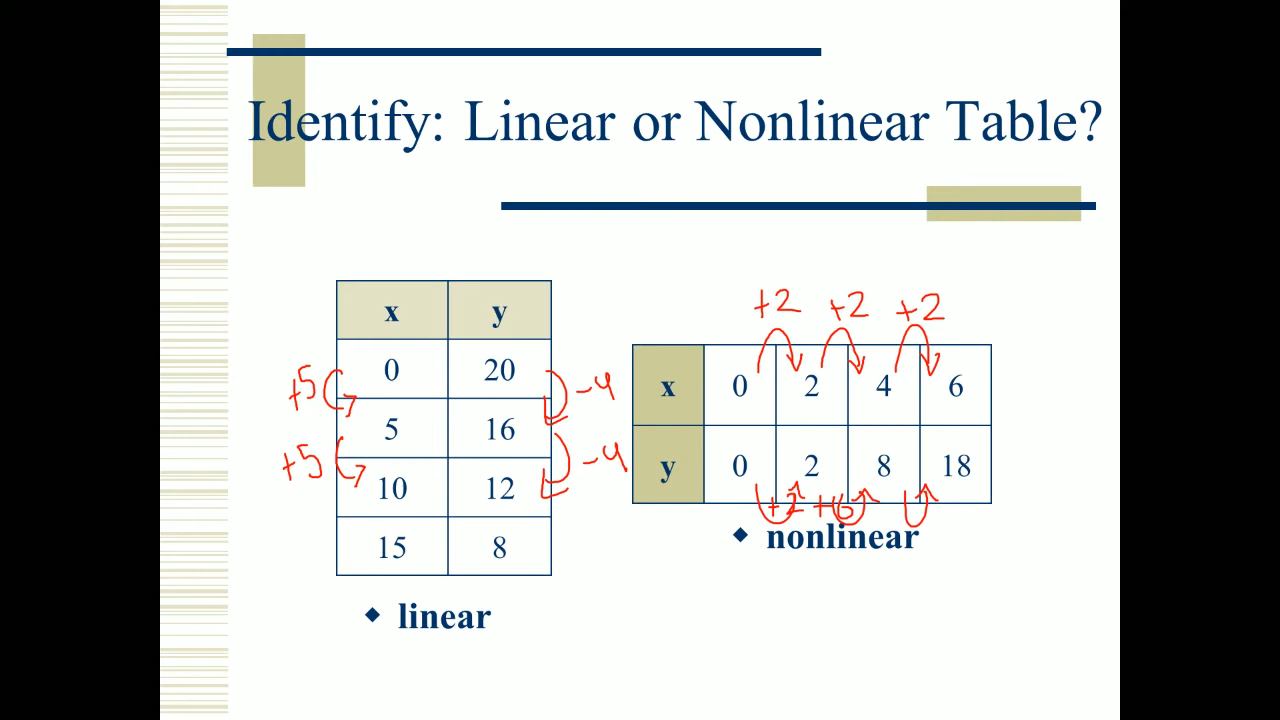 Identify: Linear or Nonlinear Table?
x y
0 20
5 16
10 12
15 8
+5 -4
+5 -4
linear
+2 +2 +2
x 0 2 4 6
y 0 2 8 18
+2 +6
nonlinear